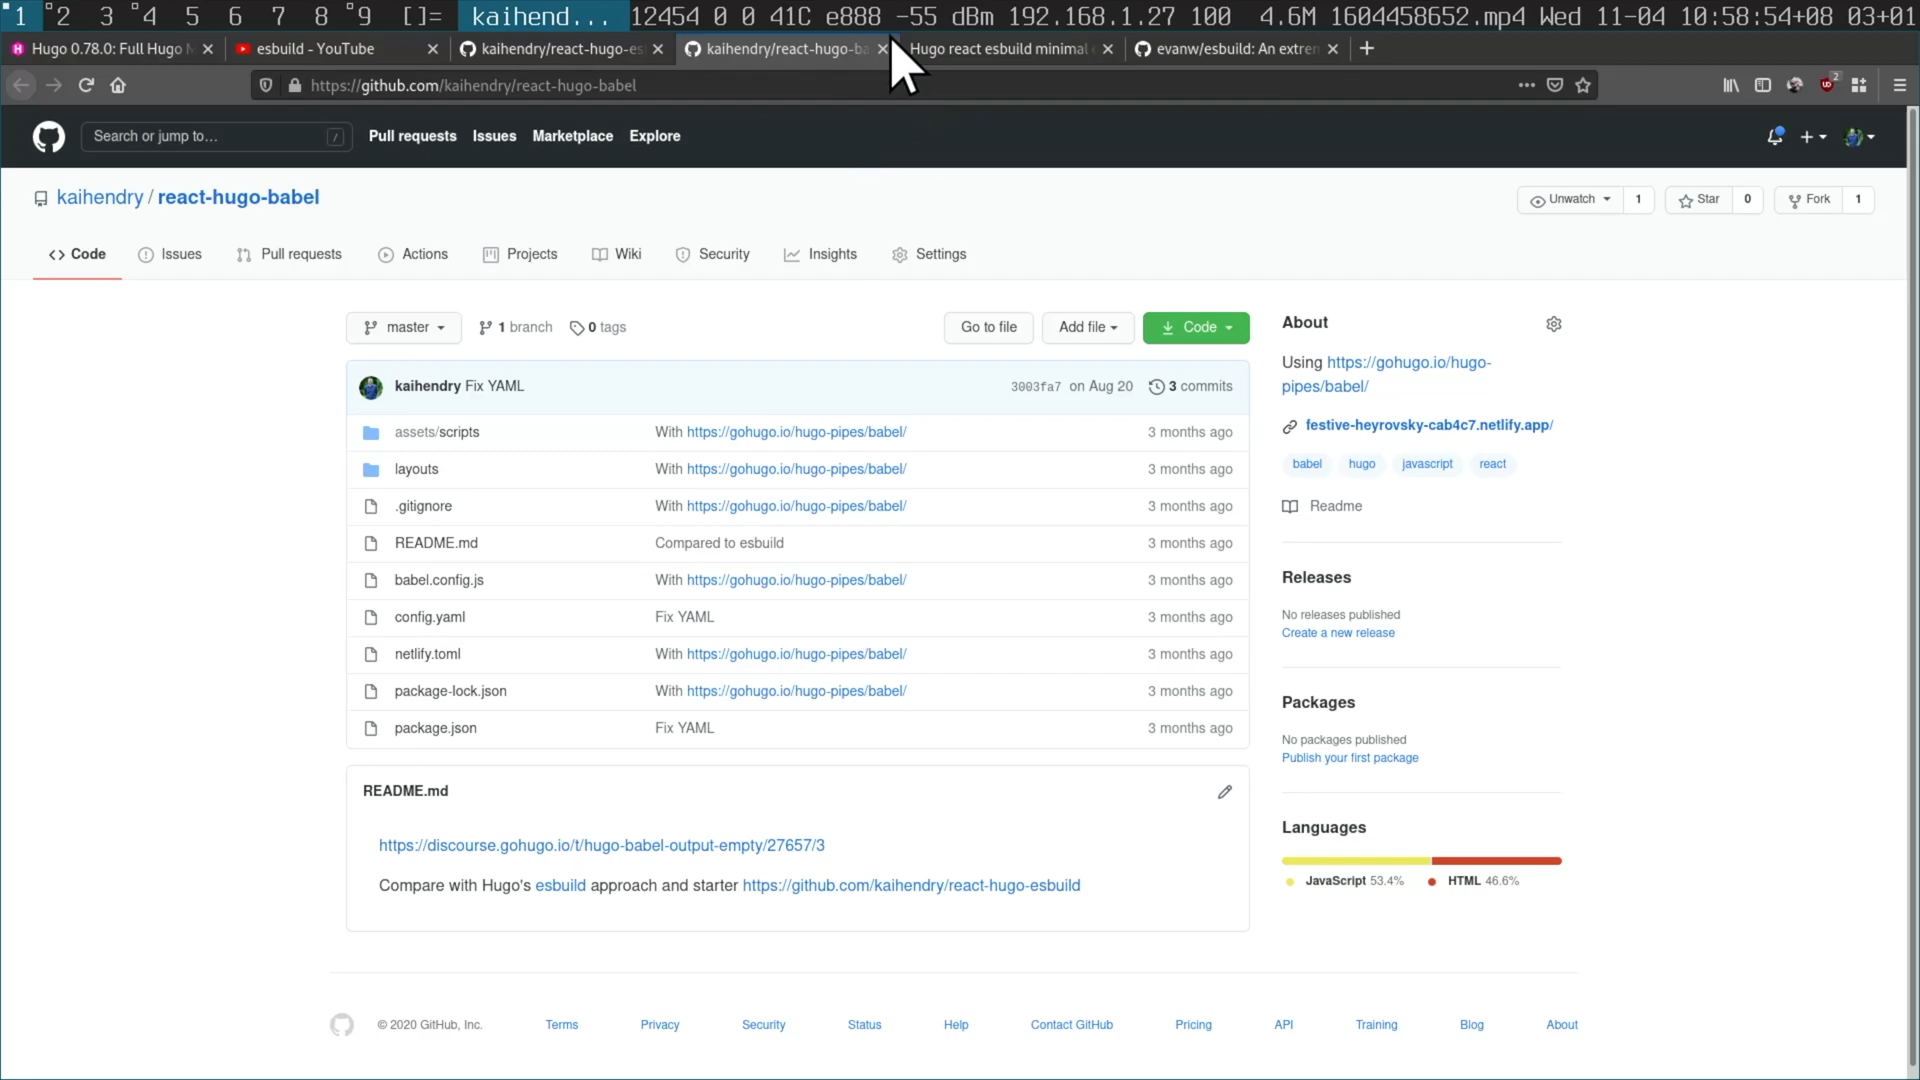 1 2 3 4 5 6 7 8 9 []= kaihend... 12454 0 0 41C e888 -55 dBm 192.168.1.27 100 4.6M 1604458652.mp4 Wed 11-04 10:58:54+08 03+01
Hugo 0.78.0: Full Hugo esbuild - YouTube kaihendry/react-hugo-es kaihendry/react-hugo-ba Hugo react esbuild minimal evanw/esbuild: An extrem
https://github.com/kaihendry/react-hugo-babel 2
Search or jump to... / Pull requests Issues Marketplace Explore
kaihendry / react-hugo-babel Unwatch 1 Star 0 Fork 1
Code Issues Pull requests Actions Projects Wiki Security Insights Settings
master 1 branch 0 tags Go to file Add file Code
kaihendry Fix YAML 3003fa7 on Aug 20 3 commits
assets/scripts With https://gohugo.io/hugo-pipes/babel/ 3 months ago
layouts With https://gohugo.io/hugo-pipes/babel/ 3 months ago
.gitignore With https://gohugo.io/hugo-pipes/babel/ 3 months ago
README.md Compared to esbuild 3 months ago
babel.config.js With https://gohugo.io/hugo-pipes/babel/ 3 months ago
config.yaml Fix YAML 3 months ago
netlify.toml With https://gohugo.io/hugo-pipes/babel/ 3 months ago
package-lock.json With https://gohugo.io/hugo-pipes/babel/ 3 months ago
package.json Fix YAML 3 months ago
README.md
https://discourse.gohugo.io/t/hugo-babel-output-empty/27657/3
Compare with Hugo's esbuild approach and starter https://github.com/kaihendry/react-hugo-esbuild
About
Using https://gohugo.io/hugo-
pipes/babel/
festive-heyrovsky-cab4c7.netlify.app/
babel hugo javascript react
Readme
Releases
No releases published
Create a new release
Packages
No packages published
Publish your first package
Languages
JavaScript 53.4% HTML 46.6%
© 2020 GitHub, Inc. Terms Privacy Security Status Help Contact GitHub Pricing API Training Blog About